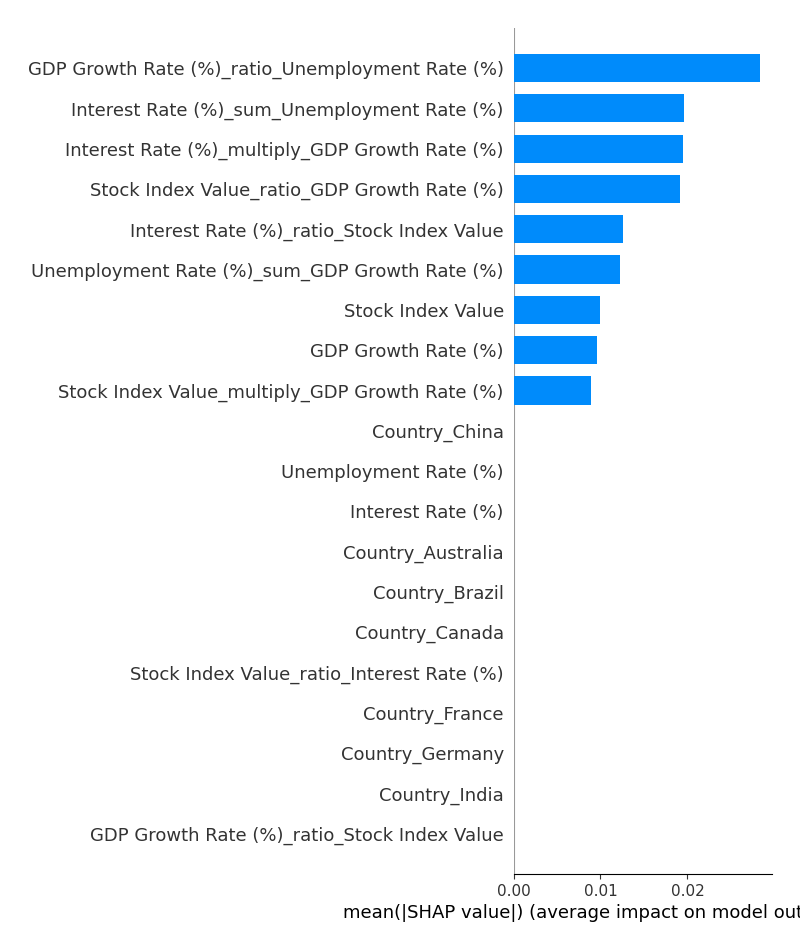 GDP Growth Rate (%)_ratio_Unemployment Rate (%)
Interest Rate (%)_sum_Unemployment Rate (%)
Interest Rate (%)_multiply_GDP Growth Rate (%)
Stock Index Value_ratio_GDP Growth Rate (%)
Interest Rate (%)_ratio_Stock Index Value
Unemployment Rate (%)_sum_GDP Growth Rate (%)
Stock Index Value
GDP Growth Rate (%)
Stock Index Value_multiply_GDP Growth Rate (%)
Country_China
Unemployment Rate (%)
Interest Rate (%)
Country_Australia
Country_Brazil
Country_Canada
Stock Index Value_ratio_Interest Rate (%)
Country_France
Country_Germany
Country_India
GDP Growth Rate (%)_ratio_Stock Index Value
0.00 0.01 0.02
mean(|SHAP value|) (average impact on model out